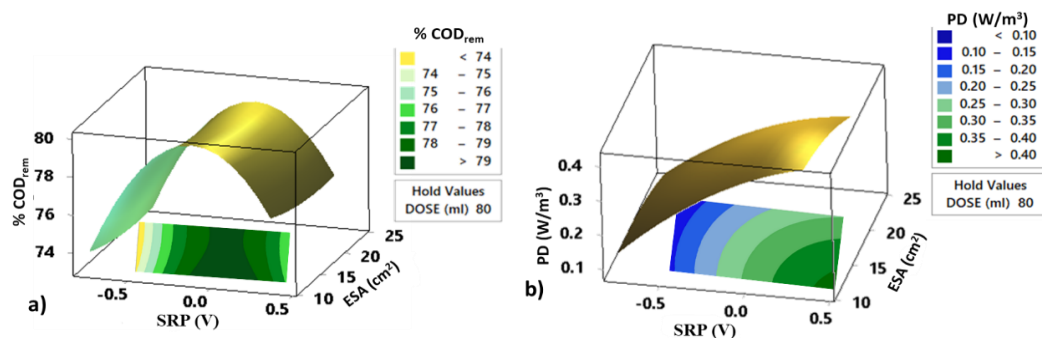 % COD_rem
< 74
74 – 75
75 – 76
76 – 77
77 – 78
78 – 79
> 79
Hold Values
DOSE (ml) 80
80
78
76
74
% COD_rem
-0.5
0.0
0.5
SRP (V)
10
15
20
25
ESA (cm²)
a)
PD (W/m³)
< 0.10
0.10 – 0.15
0.15 – 0.20
0.20 – 0.25
0.25 – 0.30
0.30 – 0.35
0.35 – 0.40
> 0.40
Hold Values
DOSE (ml) 80
0.4
0.3
0.2
0.1
PD (W/m³)
-0.5
0.0
0.5
SRP (V)
10
15
20
25
ESA (cm²)
b)